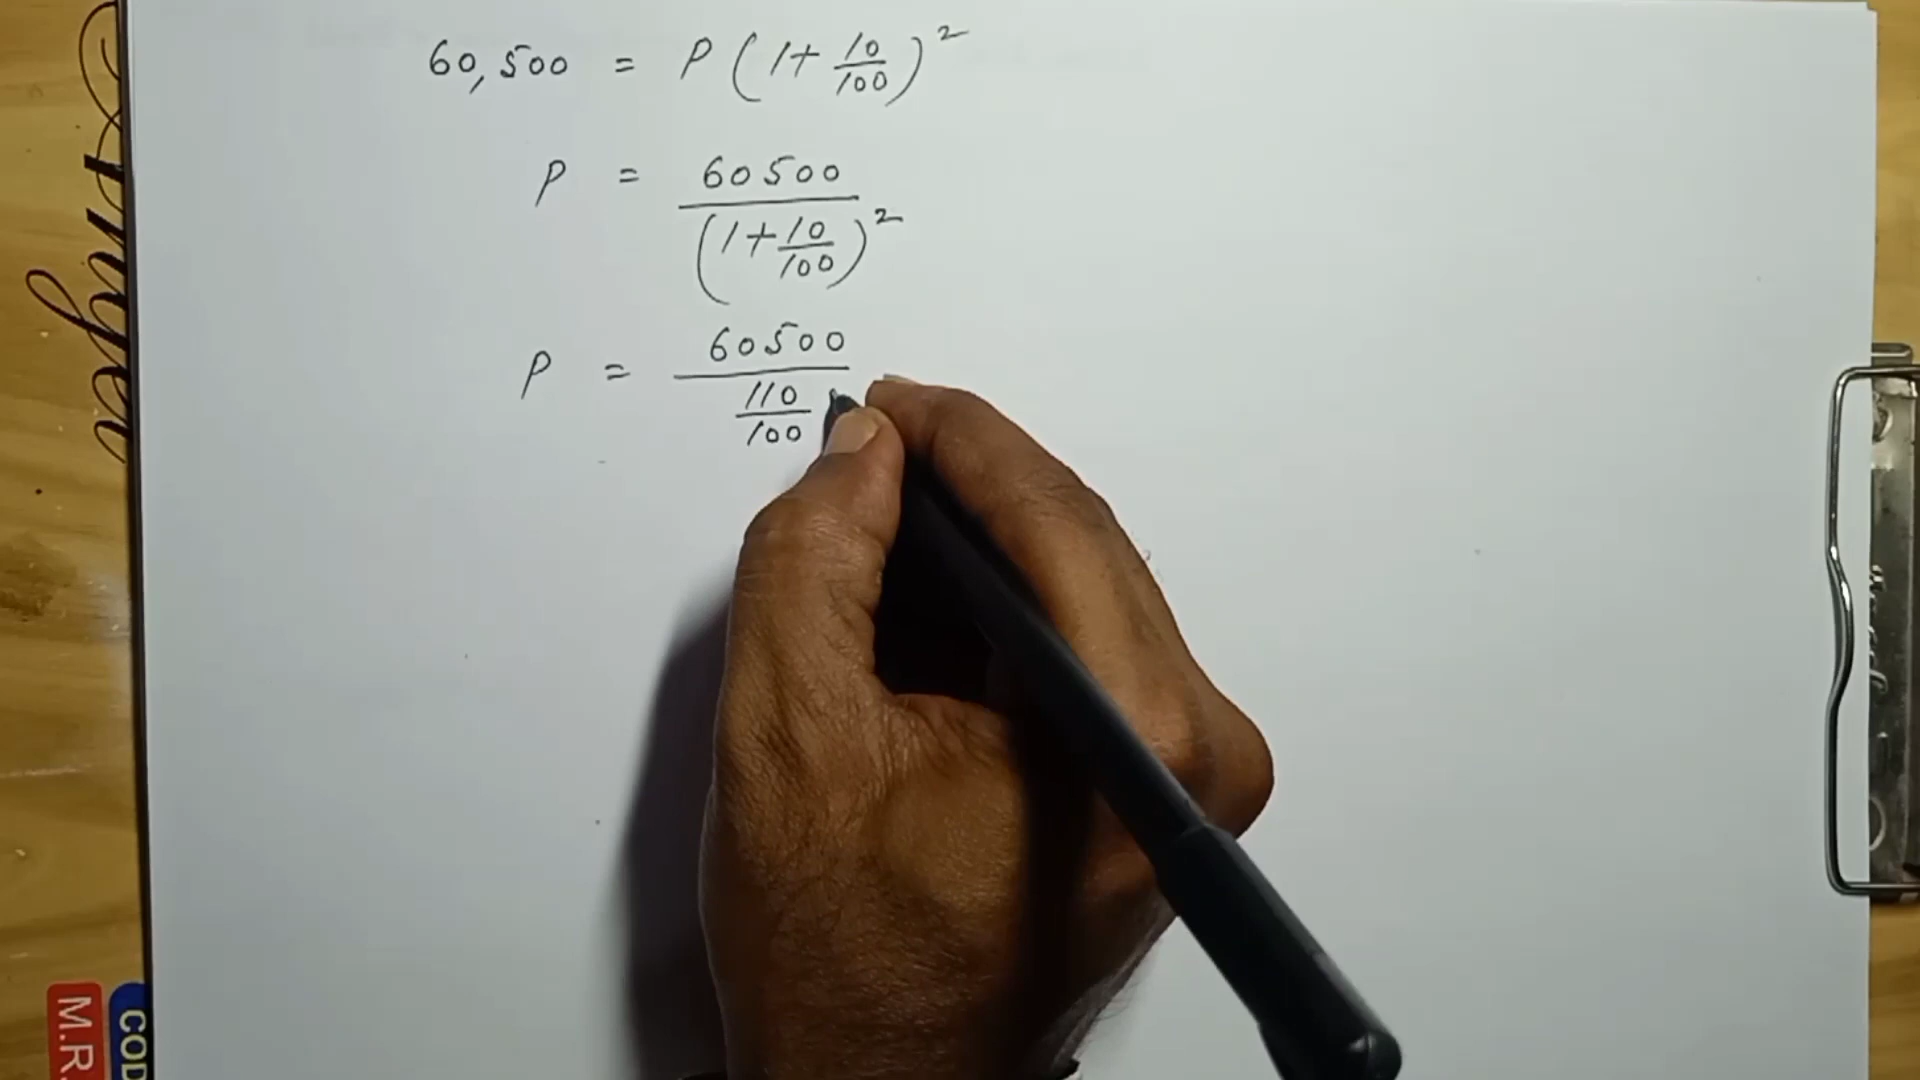 60,500 = P (1 + 10/100)²
P = 60500 / (1 + 10/100)²
P = 60500 / 110/100
M.R.
COD